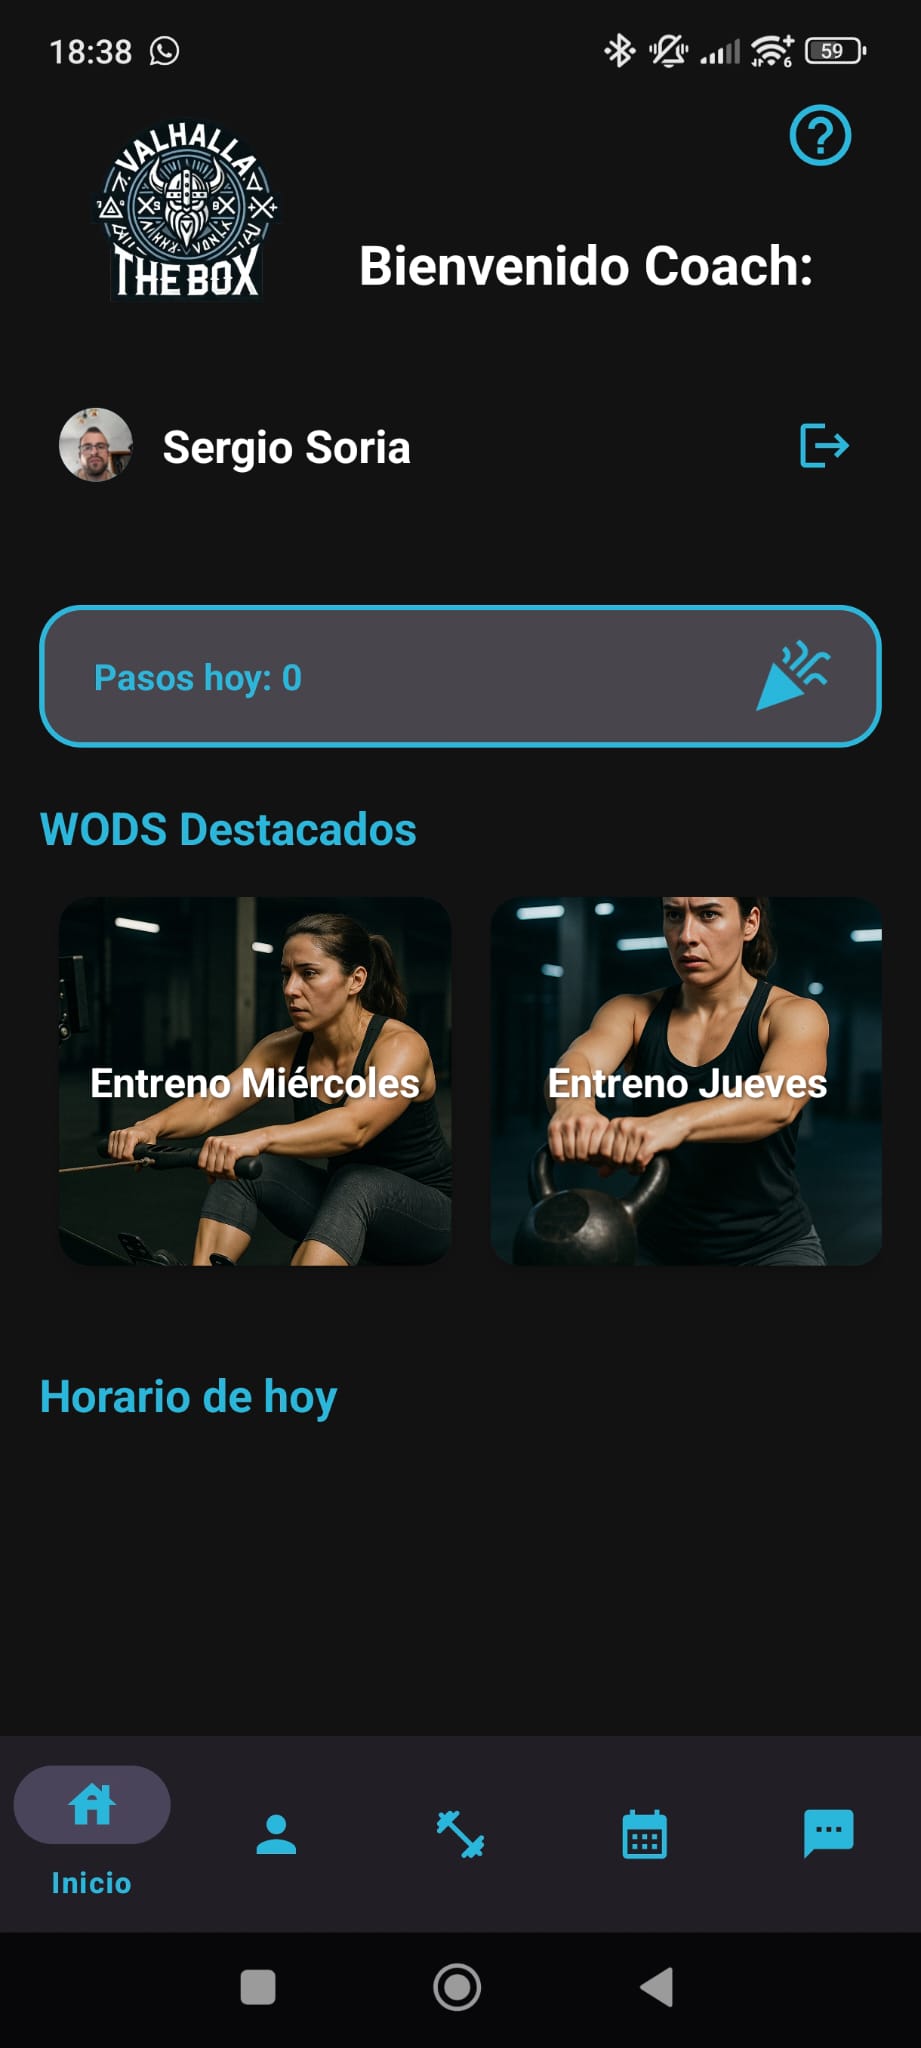 18:38
59
6
VALHALLA
THE BOX
Bienvenido Coach:
Sergio Soria
Pasos hoy: 0
WODS Destacados
Entreno Miércoles
Entreno Jueves
Horario de hoy
Inicio